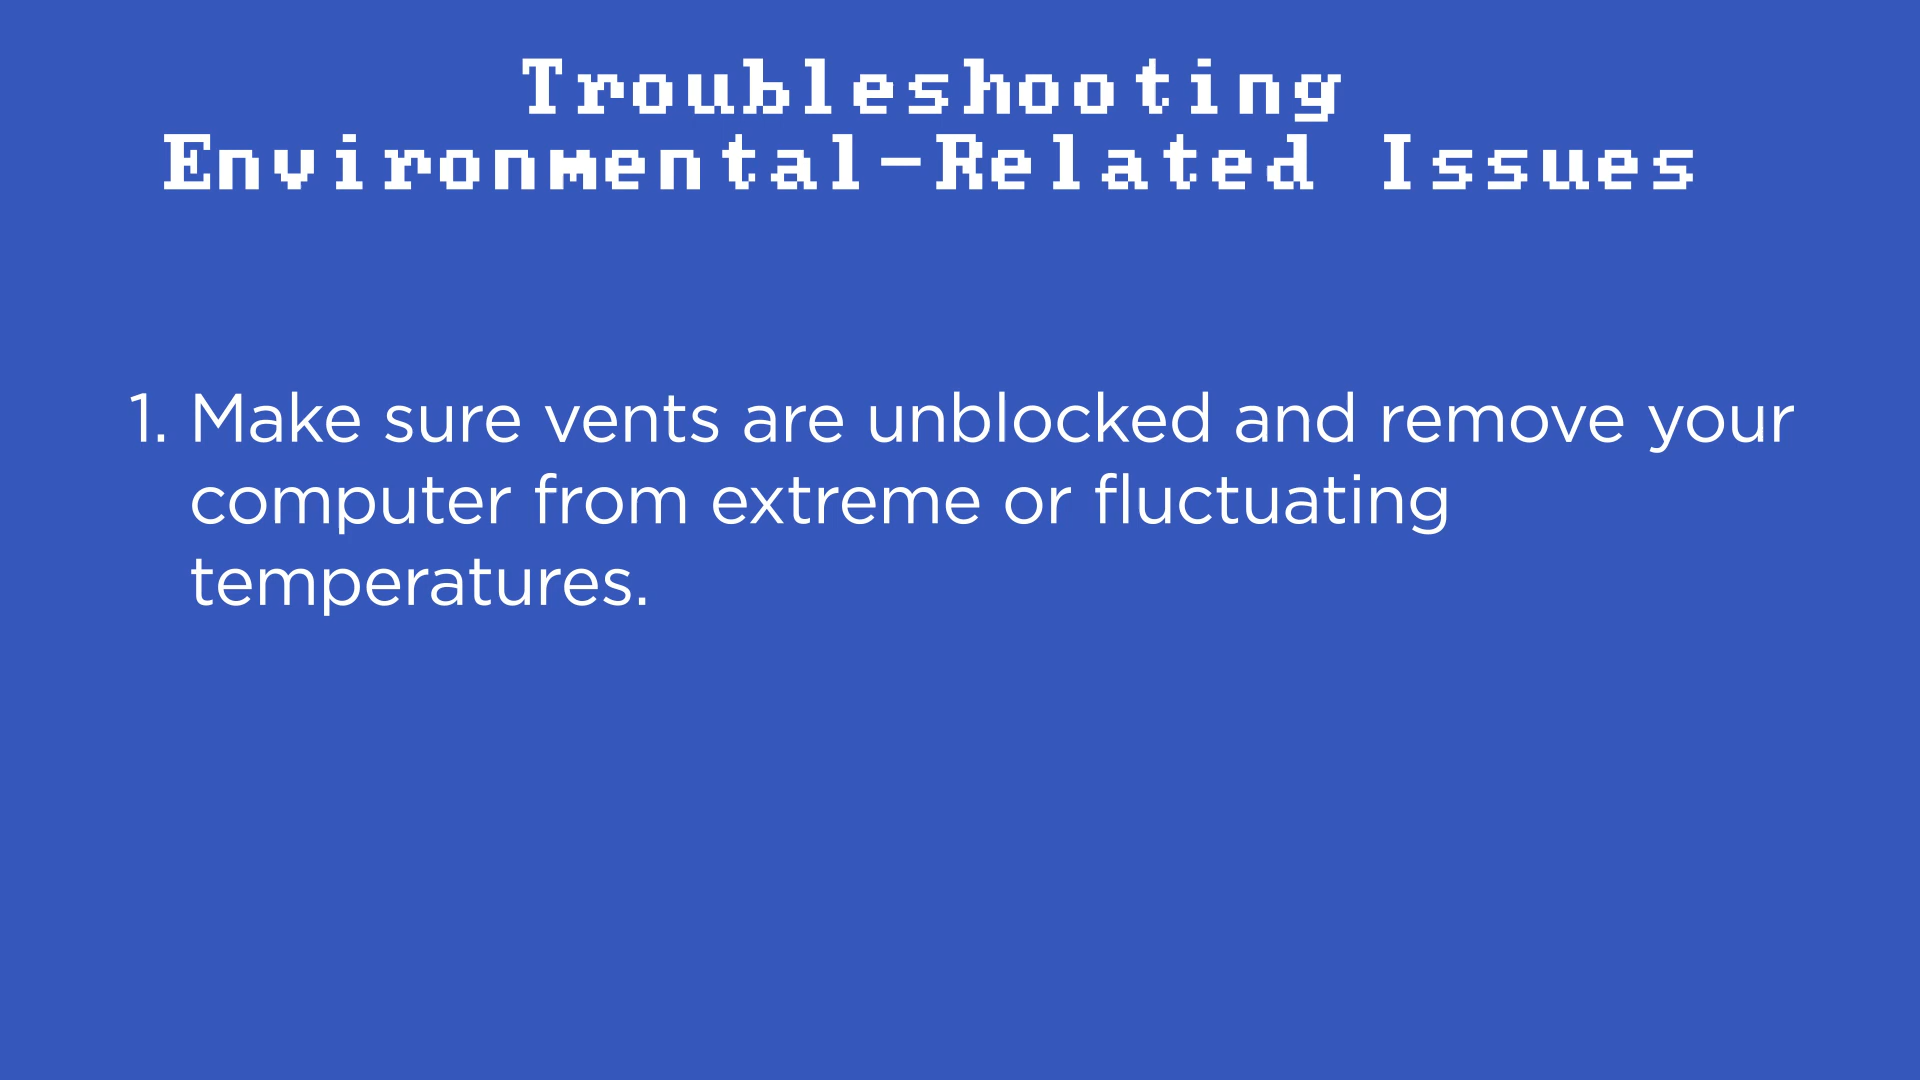 Troubleshooting
Environmental-Related Issues
1. Make sure vents are unblocked and remove your
computer from extreme or fluctuating
temperatures.